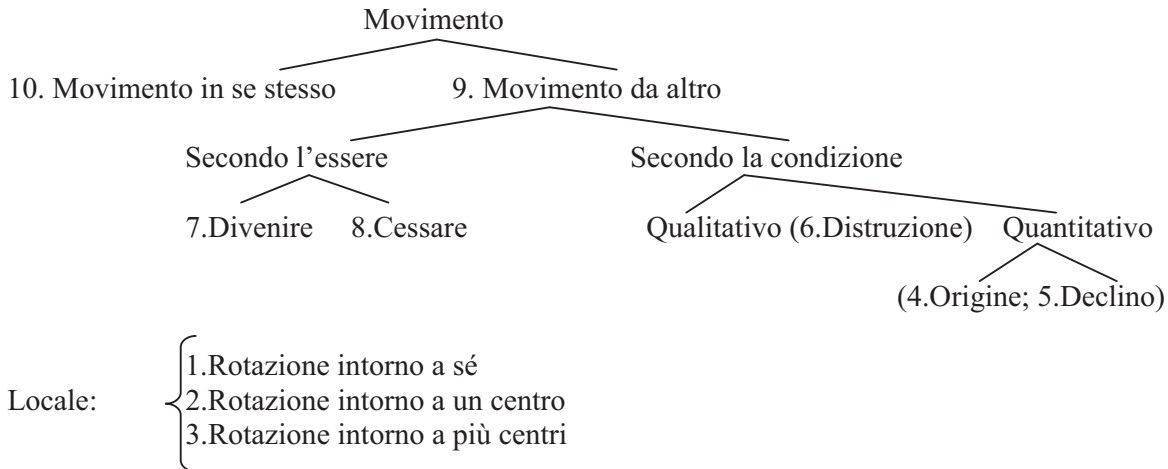 Movimento
10. Movimento in se stesso 9. Movimento da altro
Secondo l’essere Secondo la condizione
7.Divenire 8.Cessare Qualitativo (6.Distruzione) Quantitativo
(4.Origine; 5.Declino)
1.Rotazione intorno a sé
Locale: 2.Rotazione intorno a un centro
3.Rotazione intorno a più centri